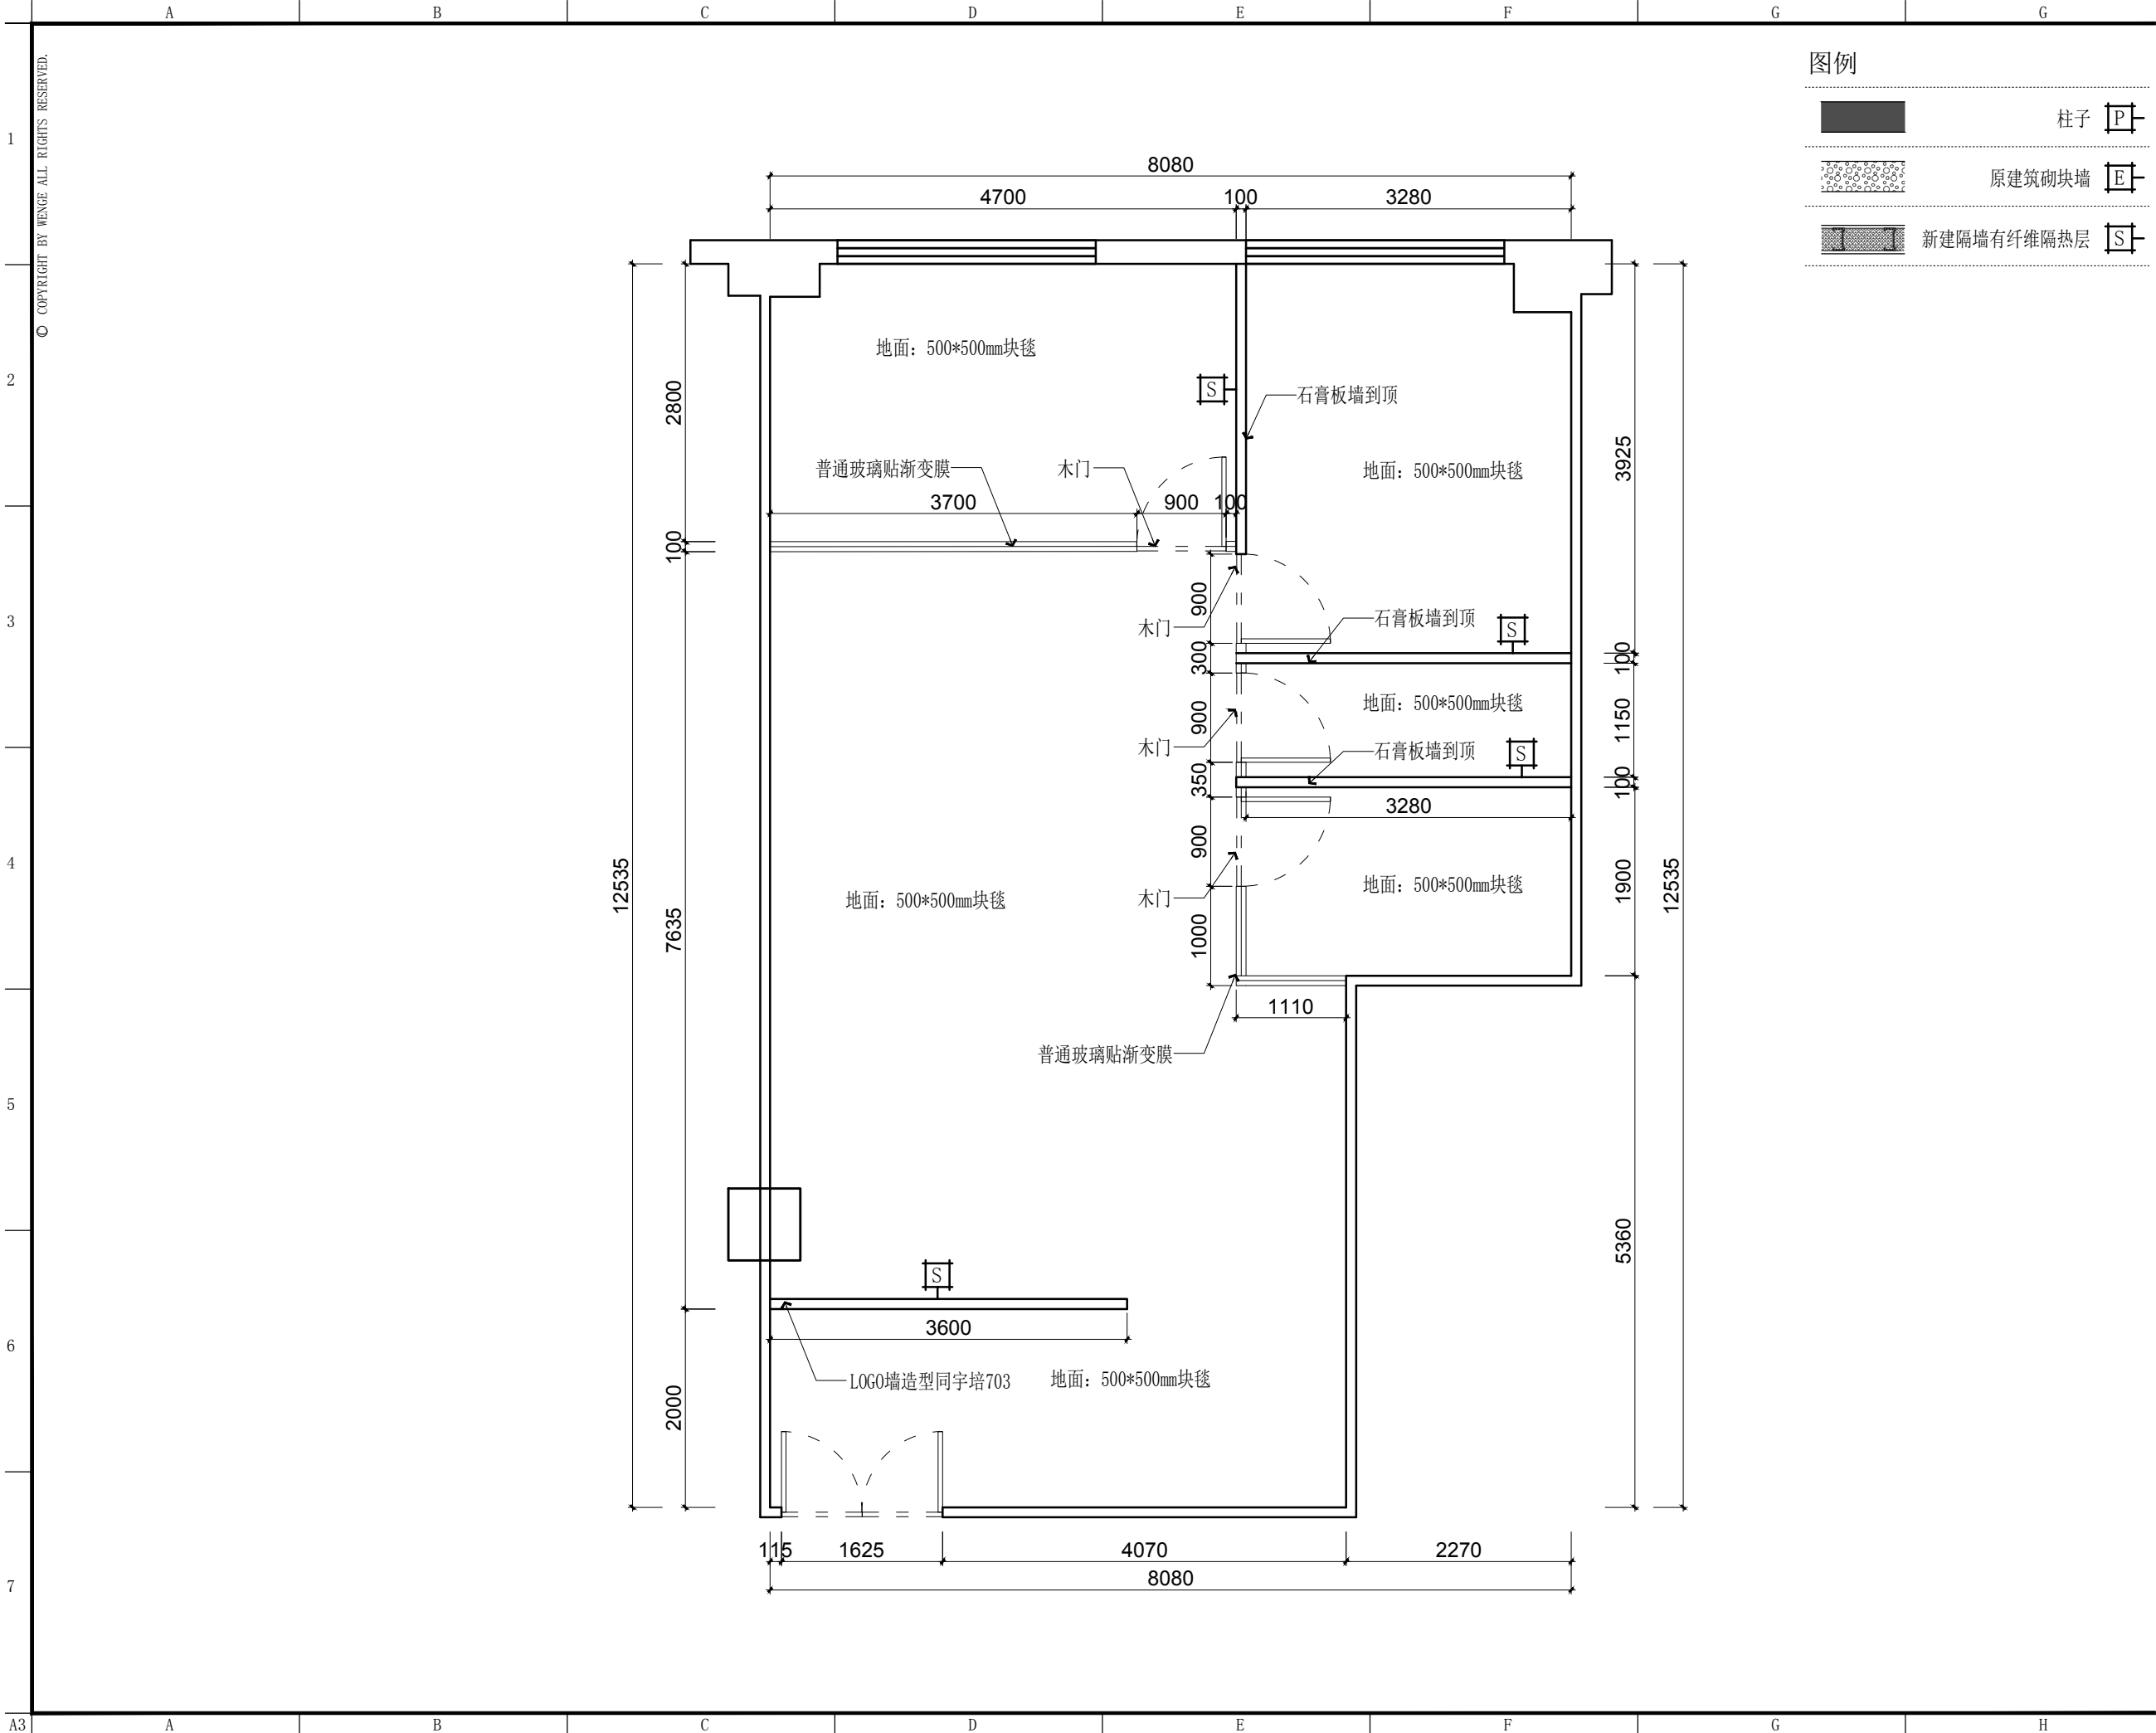 A B C D E F G G
© COPYRIGHT BY WENGE ALL RIGHTS RESERVED.
图例
柱子 P
原建筑砌块墙 E
新建隔墙有纤维隔热层 S
1
2
3
4
5
6
7
8080
4700 100 3280
地面：500*500mm块毯
S
石膏板墙到顶
2800
3925
普通玻璃贴渐变膜
木门
地面：500*500mm块毯
3700 900 100
100
900
木门
石膏板墙到顶
S
300
100
地面：500*500mm块毯
900
1150
木门
石膏板墙到顶
S
350
100
3280
900
12535
7635
地面：500*500mm块毯
木门
地面：500*500mm块毯
1900
12535
1000
1110
普通玻璃贴渐变膜
5360
S
3600
LOGO墙造型同宇培703
地面：500*500mm块毯
2000
115 1625 4070 2270
8080
A3 A B C D E F G H